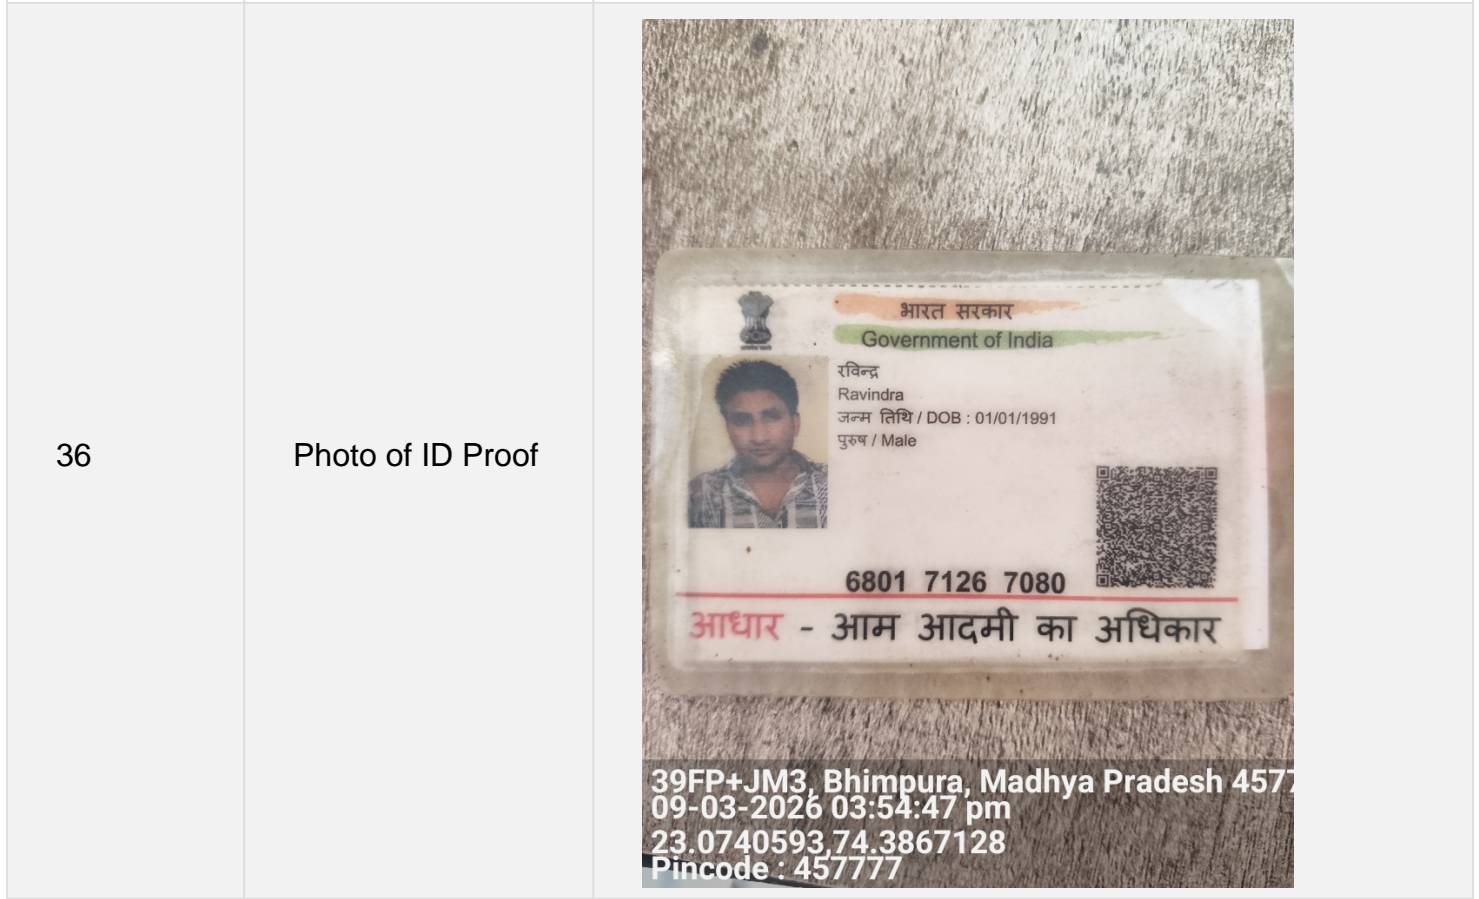 36
Photo of ID Proof
भारत सरकार
Government of India
रविन्द्र
Ravindra
जन्म तिथि / DOB : 01/01/1991
पुरुष / Male
6801 7126 7080
आधार - आम आदमी का अधिकार
39FP+JM3, Bhimpura, Madhya Pradesh 4577
09-03-2026 03:54:47 pm
23.0740593,74.3867128
Pincode : 457777